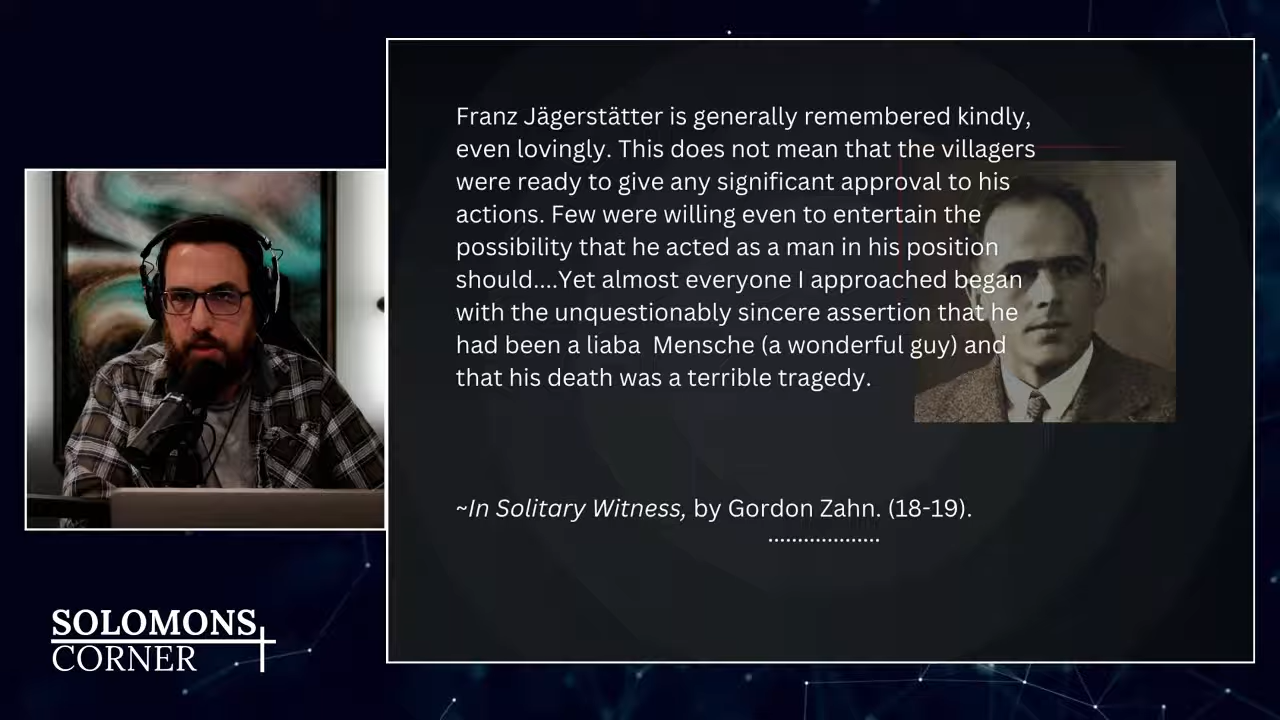 Franz Jägerstätter is generally remembered kindly,
even lovingly. This does not mean that the villagers
were ready to give any significant approval to his
actions. Few were willing even to entertain the
possibility that he acted as a man in his position
should....Yet almost everyone I approached began
with the unquestionably sincere assertion that he
had been a liaba  Mensche (a wonderful guy) and
that his death was a terrible tragedy.
~In Solitary Witness, by Gordon Zahn. (18-19).
SOLOMONS
CORNER